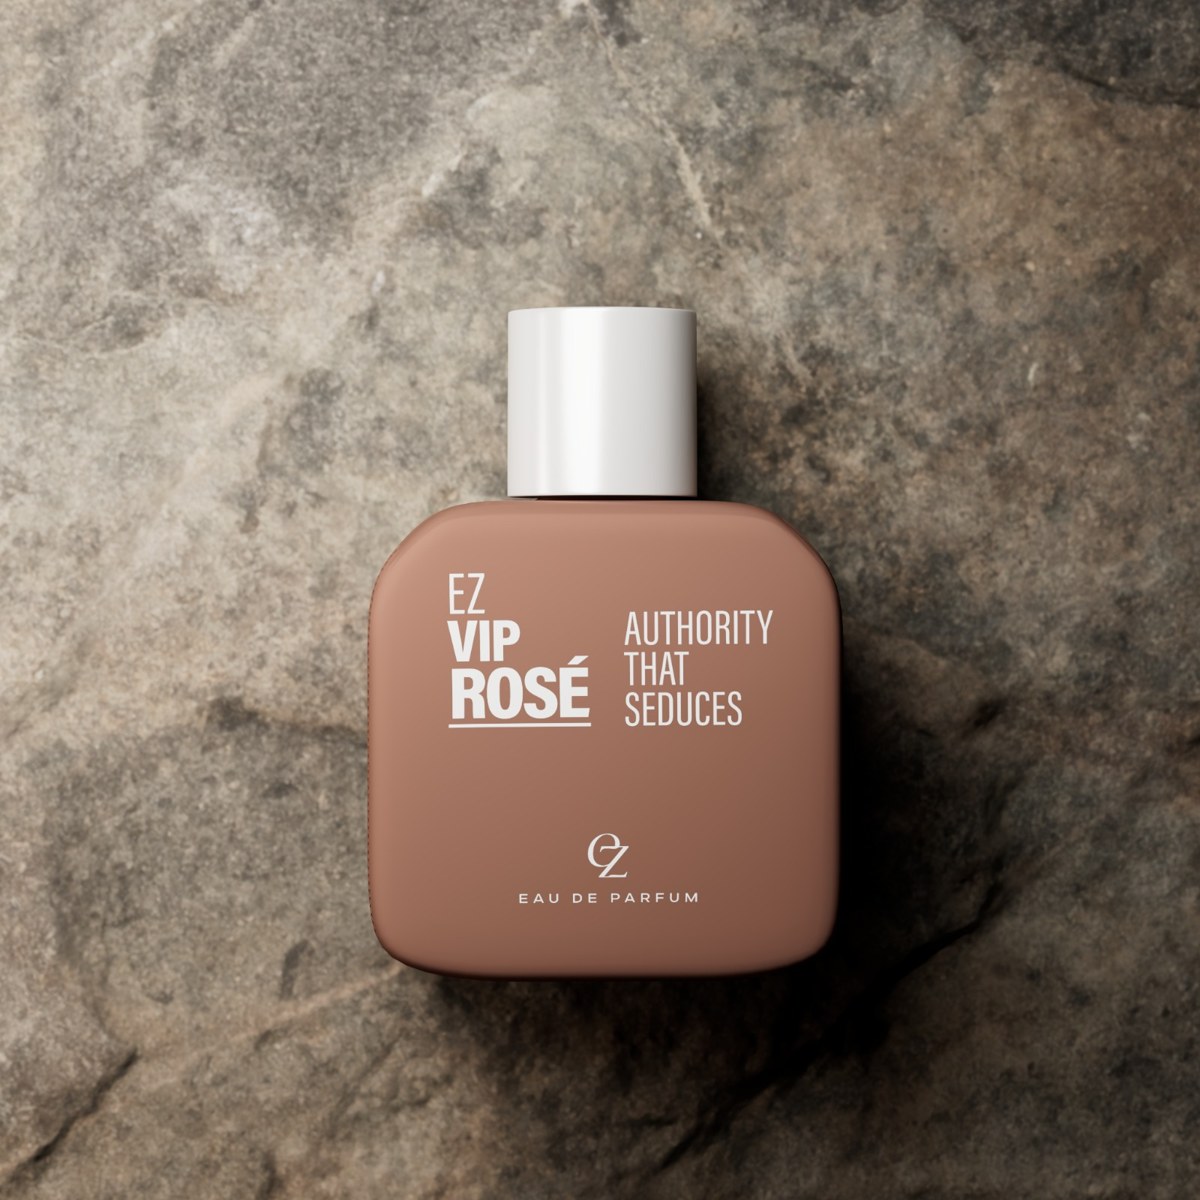 EZ
VIP
ROSÉ
AUTHORITY
THAT
SEDUCES
EZ
EAU DE PARFUM